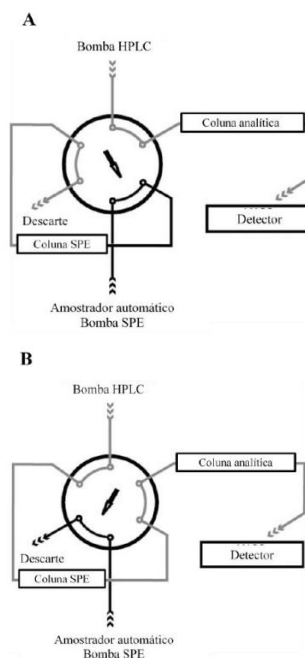 A
Bomba HPLC
Coluna analítica
Descarte
Coluna SPE
Detector
Amostrador automático
Bomba SPE
B
Bomba HPLC
Coluna analítica
Descarte
Coluna SPE
Detector
Amostrador automático
Bomba SPE